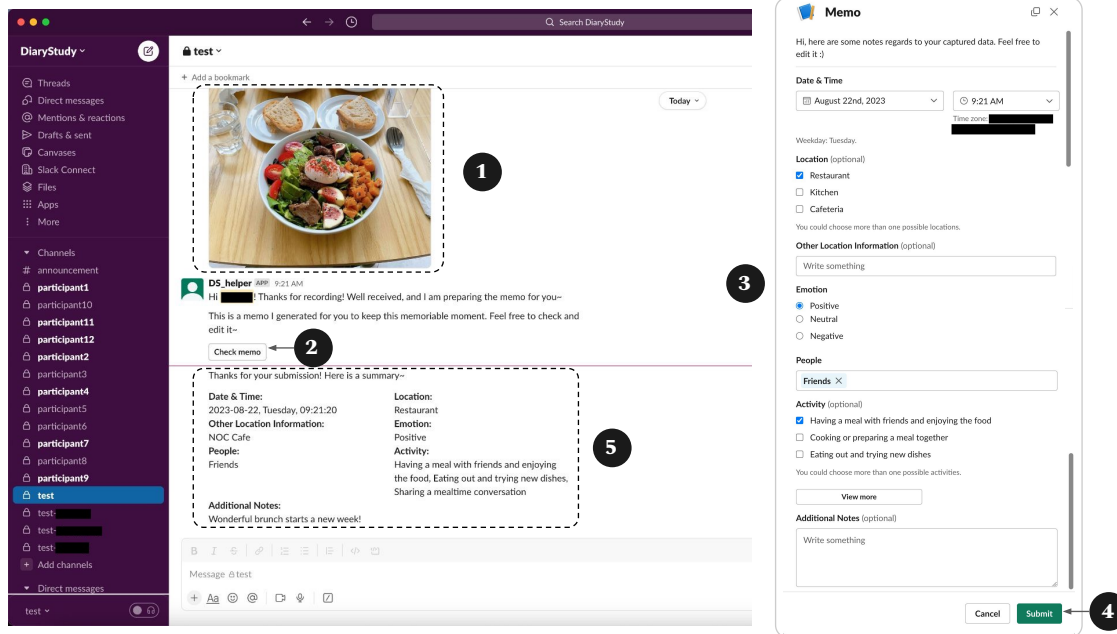 Search DiaryStudy
DiaryStudy
Threads
Direct messages
@ Mentions & reactions
Drafts & sent
Canvases
Slack Connect
Files
Apps
More
Channels
# announcement
participant1
participant10
participant11
participant12
participant2
participant3
participant4
participant5
participant6
participant7
participant8
participant9
test
test-
test-
test-
+ Add channels
Direct messages
test
test
+ Add a bookmark
Today
1
DS_helper APP 9:21 AM
Hi ! Thanks for recording! Well received, and I am preparing the memo for you~
This is a memo I generated for you to keep this memoriable moment. Feel free to check and
edit it~
Check memo
2
Thanks for your submission! Here is a summary~
Date & Time:
2023-08-22, Tuesday, 09:21:20
Other Location Information:
NOC Cafe
People:
Friends
Location:
Restaurant
Emotion:
Positive
Activity:
Having a meal with friends and enjoying
the food, Eating out and trying new dishes,
Sharing a mealtime conversation
Additional Notes:
Wonderful brunch starts a new week!
5
B I S
Message test
+ Aa @
3
Memo
Hi, here are some notes regards to your captured data. Feel free to
edit it :)
Date & Time
August 22nd, 2023
9:21 AM
Time zone:
Weekday: Tuesday.
Location (optional)
Restaurant
Kitchen
Cafeteria
You could choose more than one possible locations.
Other Location Information (optional)
Write something
Emotion
Positive
Neutral
Negative
People
Friends
Activity (optional)
Having a meal with friends and enjoying the food
Cooking or preparing a meal together
Eating out and trying new dishes
You could choose more than one possible activities.
View more
Additional Notes (optional)
Write something
Cancel
Submit
4